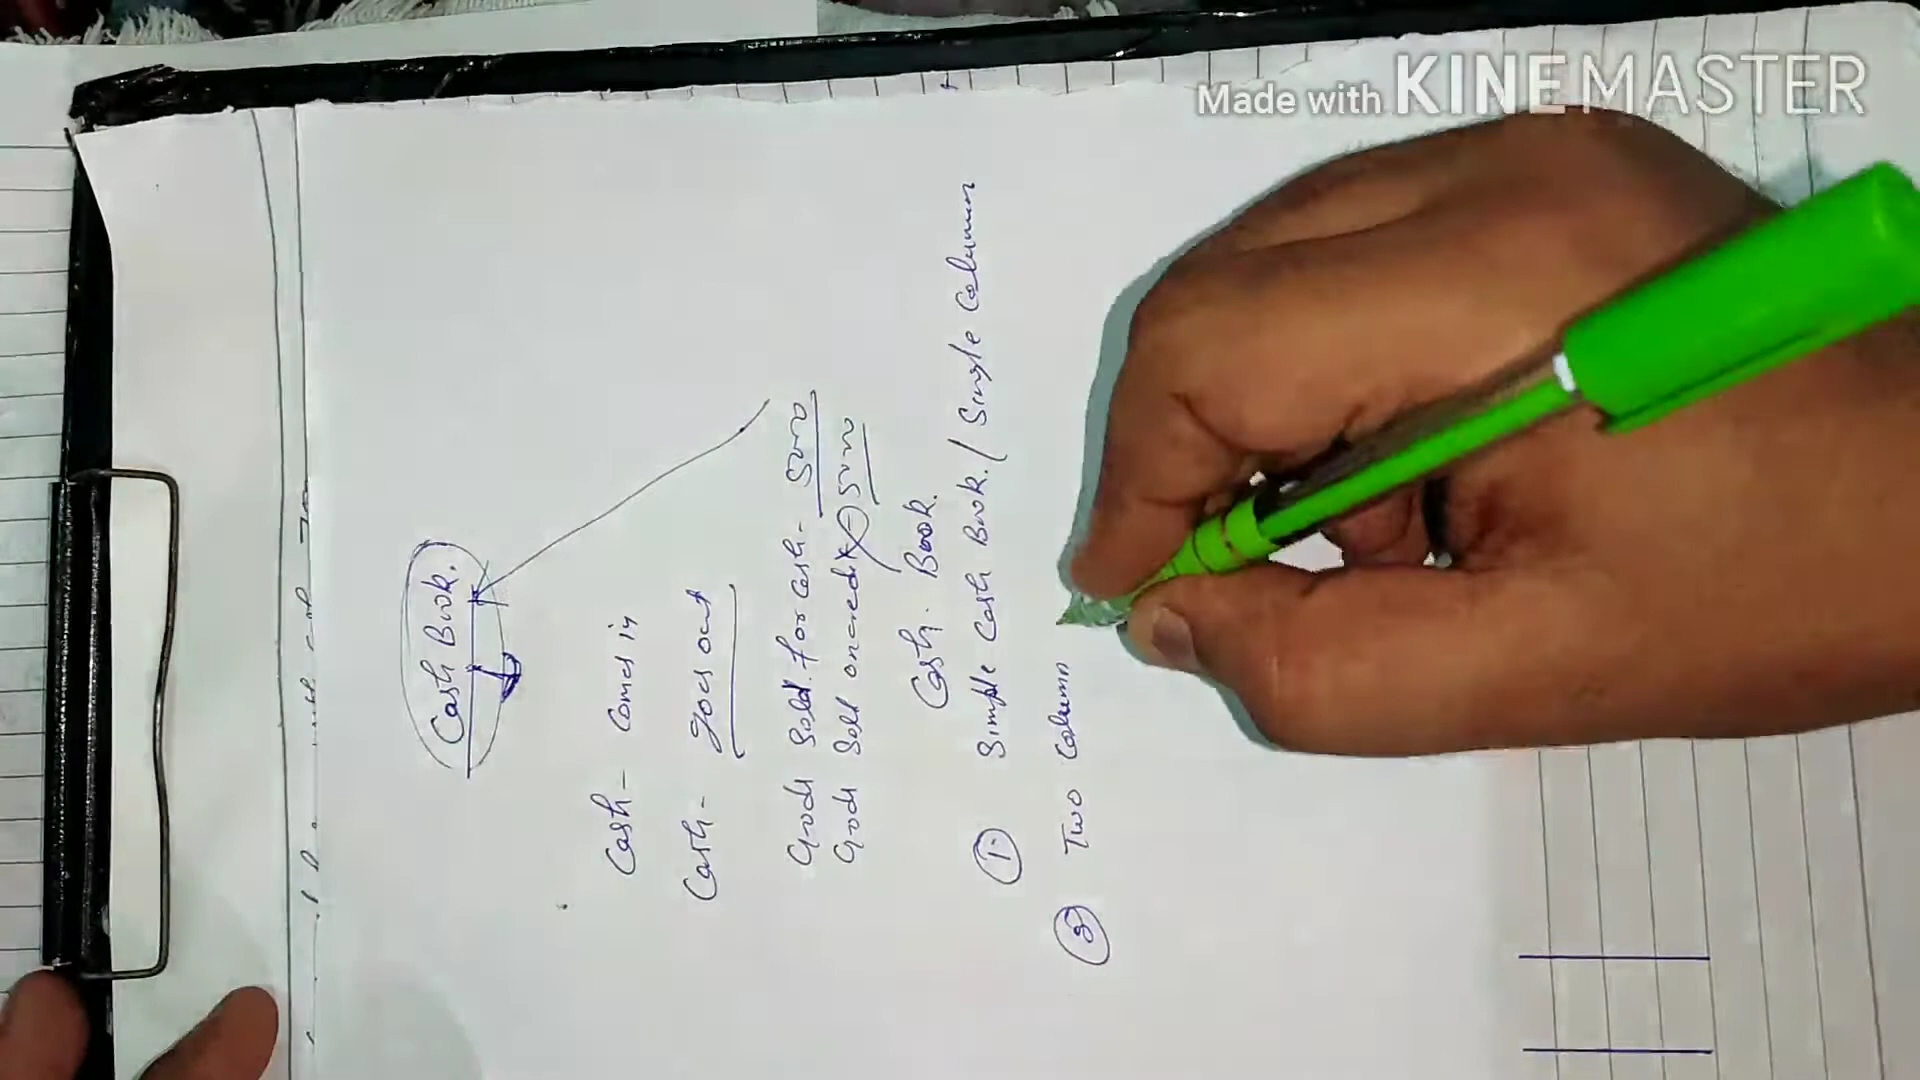 Made with KINEMASTER
Cash Book.
Cash - Comes in
Cash - goes out
Goods Sold for cash - 5000
Goods Sold on credit 5000
Cash Book.
1. Simple Cash Book. / Single Column
2 Two Column